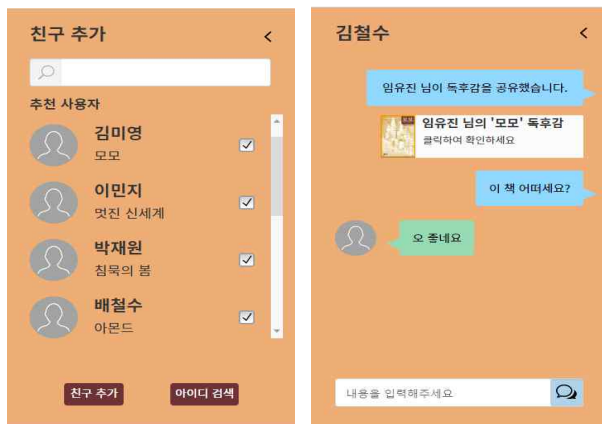 친구 추가
<
추천 사용자
김미영
모모
이민지
멋진 신세계
박재원
침묵의 봄
배철수
아몬드
친구 추가
아이디 검색
김철수
<
임유진 님이 독후감을 공유했습니다.
임유진 님의 '모모' 독후감
클릭하여 확인하세요
이 책 어떠세요?
오 좋네요
내용을 입력해주세요